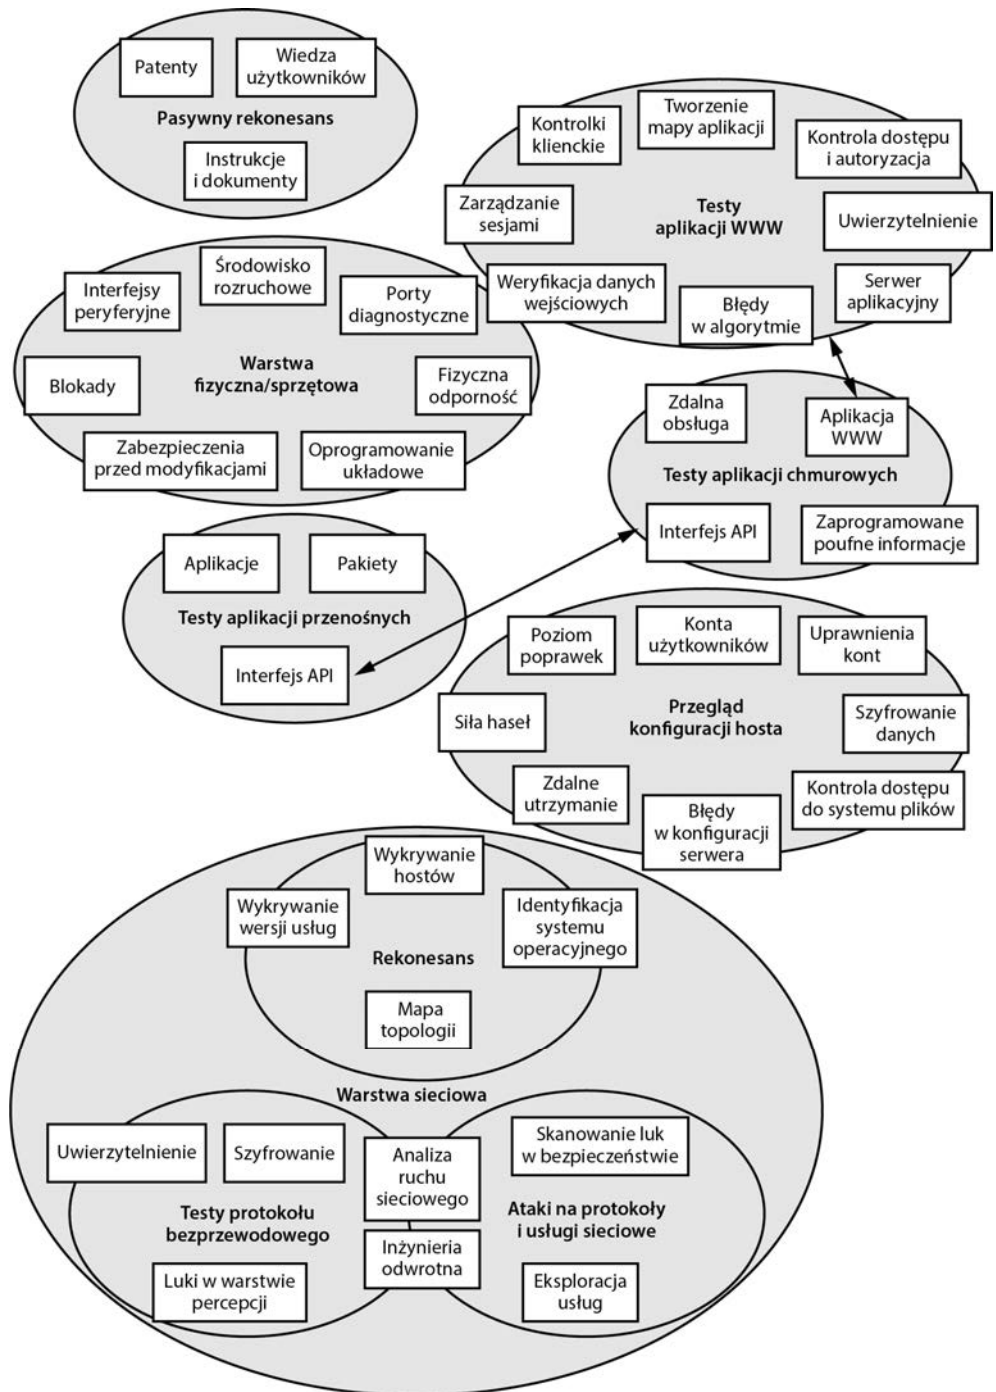 Patenty
Wiedza
użytkowników
Pasywny rekonesans
Instrukcje
i dokumenty
Kontrolki
klienckie
Tworzenie
mapy aplikacji
Kontrola dostępu
i autoryzacja
Zarządzanie
sesjami
Testy
aplikacji WWW
Uwierzytelnienie
Weryfikacja danych
wejściowych
Błędy
w algorytmie
Serwer
aplikacyjny
Interfejsy
peryferyjne
Środowisko
rozruchowe
Porty
diagnostyczne
Blokady
Warstwa
fizyczna/sprzętowa
Fizyczna
odporność
Zabezpieczenia
przed modyfikacjami
Oprogramowanie
układowe
Zdalna
obsługa
Aplikacja
WWW
Testy aplikacji chmurowych
Interfejs API
Zaprogramowane
poufne informacje
Aplikacje
Pakiety
Testy aplikacji przenośnych
Interfejs API
Poziom
poprawek
Konta
użytkowników
Uprawnienia
kont
Siła haseł
Przegląd
konfiguracji hosta
Szyfrowanie
danych
Zdalne
utrzymanie
Błędy
w konfiguracji
serwera
Kontrola dostępu
do systemu plików
Wykrywanie
hostów
Wykrywanie
wersji usług
Identyfikacja
systemu
operacyjnego
Rekonesans
Mapa
topologii
Warstwa sieciowa
Uwierzytelnienie
Szyfrowanie
Analiza
ruchu
sieciowego
Skanowanie luk
w bezpieczeństwie
Testy protokołu
bezprzewodowego
Ataki na protokoły
i usługi sieciowe
Inżynieria
odwrotna
Luki w warstwie
percepcji
Eksploracja
usług